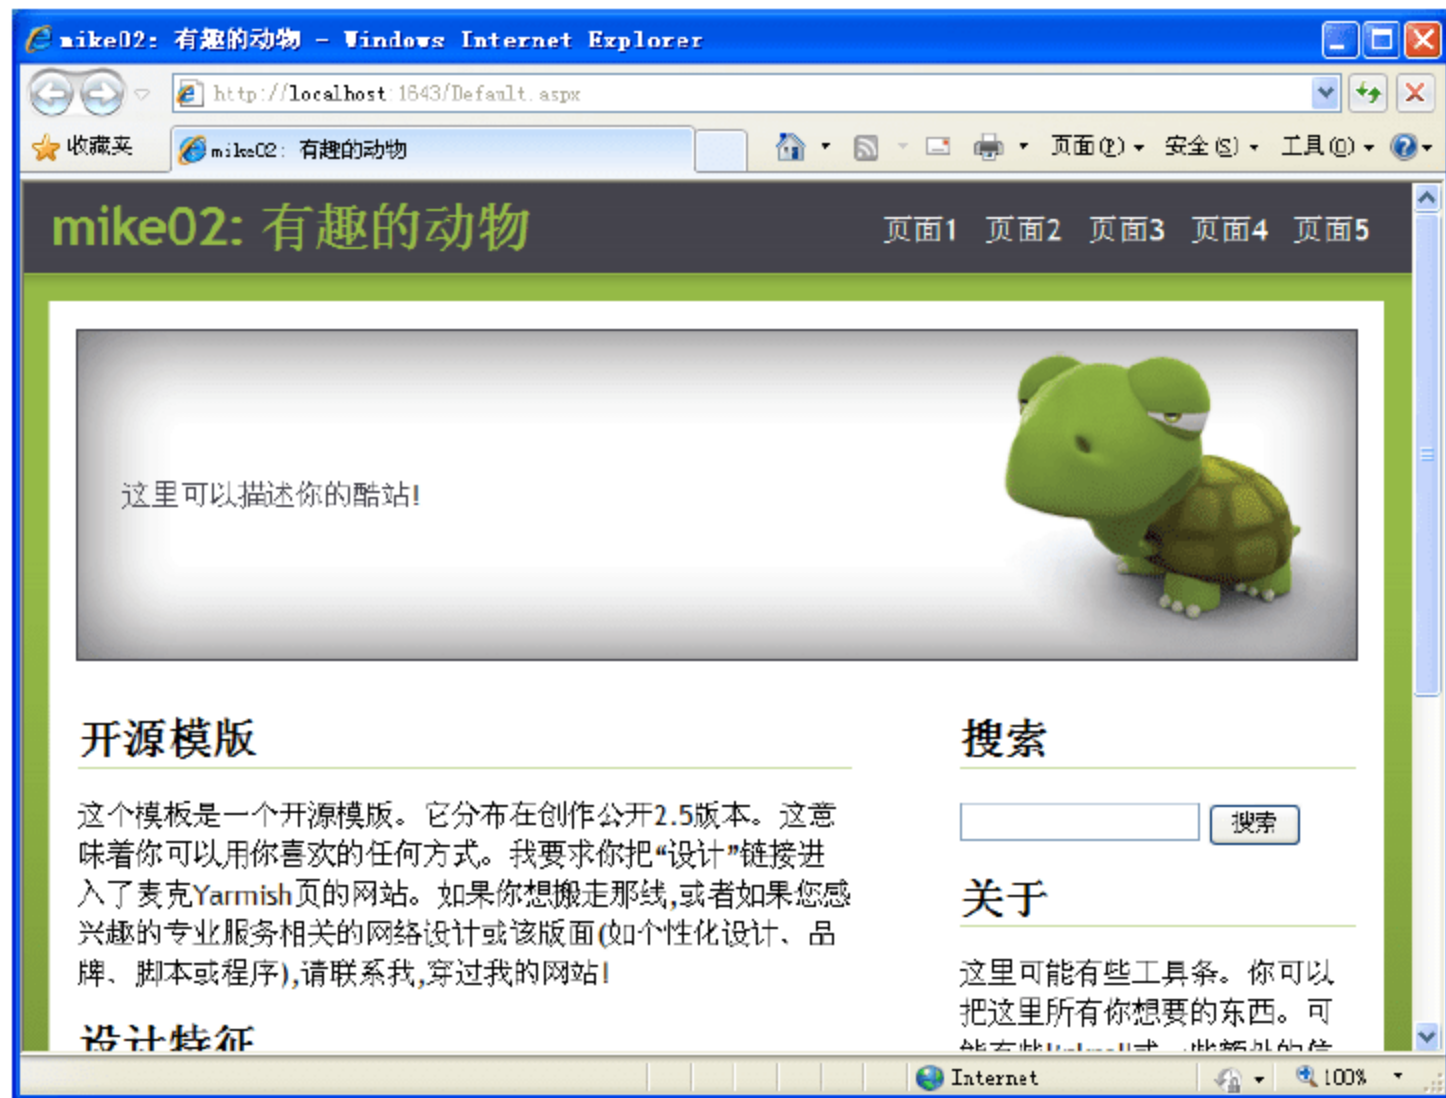 mike02: 有趣的动物 - Windows Internet Explorer
http://localhost:1643/Default.aspx
收藏夹
mike02: 有趣的动物
页面(P)
安全(S)
工具(O)
mike02: 有趣的动物
页面1 页面2 页面3 页面4 页面5
这里可以描述你的酷站!
开源模版
这个模板是一个开源模版。它分布在创作公开2.5版本。这意
味着你可以用你喜欢的任何方式。我要求你把“设计”链接进
入了麦克Yarmish页的网站。如果你想搬走那线,或者如果您感
兴趣的专业服务相关的网络设计或该版面(如个性化设计、品
牌、脚本或程序),请联系我,穿过我的网站!
设计特征
搜索
搜索
关于
这里可能有些工具条。你可以
把这里所有你想要的东西。可
Internet
100%